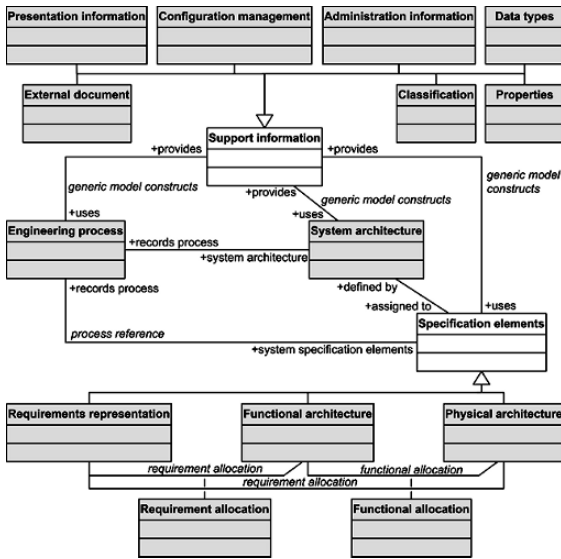 Presentation information
Configuration management
Administration information
Data types
External document
Classification
Properties
Support information
+provides
+provides
generic model constructs
+provides
generic model constructs
generic model
constructs
+uses
+uses
Engineering process
System architecture
+records process
+system architecture
+records process
+defined by
+assigned to
+uses
Specification elements
process reference
+system specification elements
Requirements representation
Functional architecture
Physical architecture
requirement allocation
functional allocation
requirement allocation
Requirement allocation
Functional allocation